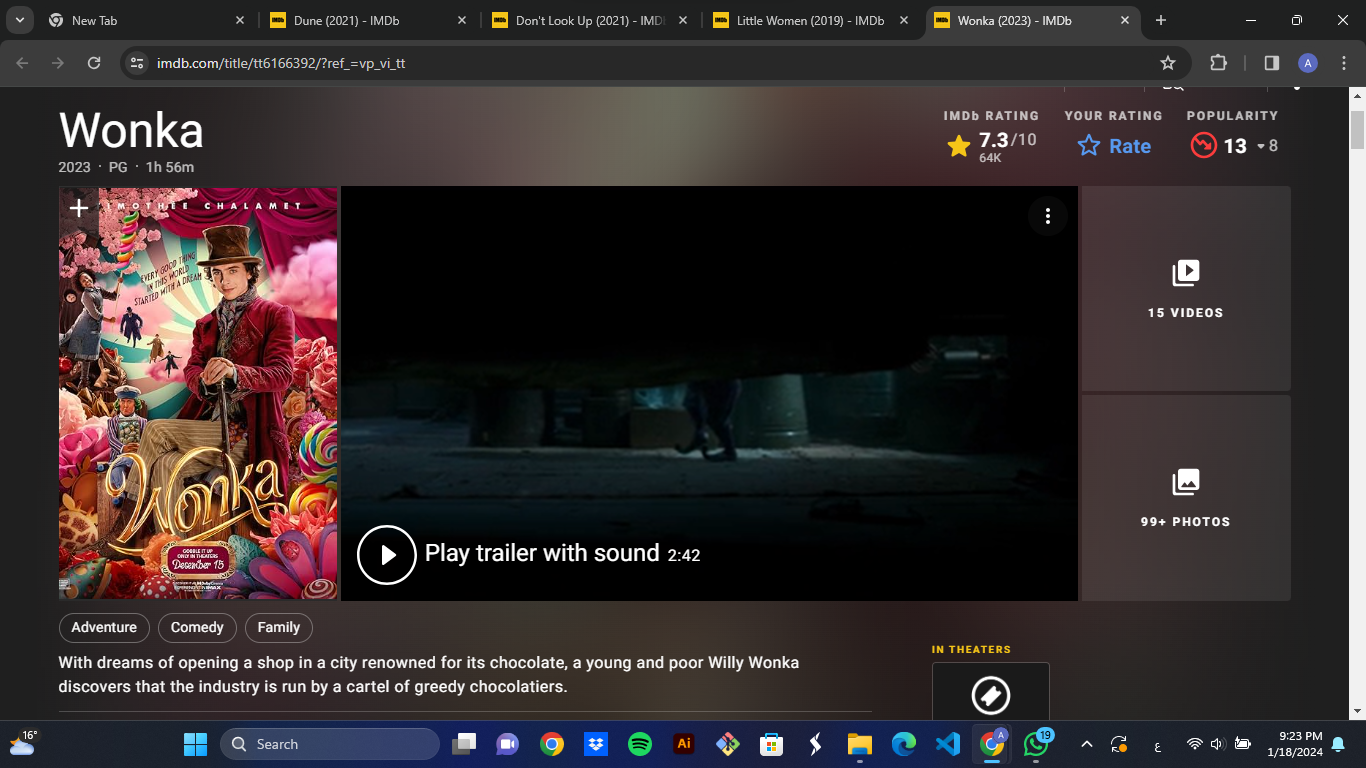 New Tab
Dune (2021) - IMDb
Don't Look Up (2021) - IMD
Little Women (2019) - IMDb
Wonka (2023) - IMDb
imdb.com/title/tt6166392/?ref_=vp_vi_tt
A
Wonka
2023 · PG · 1h 56m
IMDb RATING
7.3/10
64K
YOUR RATING
Rate
POPULARITY
13
8
IMOTHÉE CHALAMET
EVERY GOOD THING
IN THIS WORLD
STARTED WITH A DREAM
Wonka
GOBBLE IT UP
ONLY IN THEATERS
December 15
Play trailer with sound 2:42
15 VIDEOS
99+ PHOTOS
Adventure
Comedy
Family
With dreams of opening a shop in a city renowned for its chocolate, a young and poor Willy Wonka
discovers that the industry is run by a cartel of greedy chocolatiers.
IN THEATERS
16°
Search
Ai
A
19
ع
9:23 PM
1/18/2024